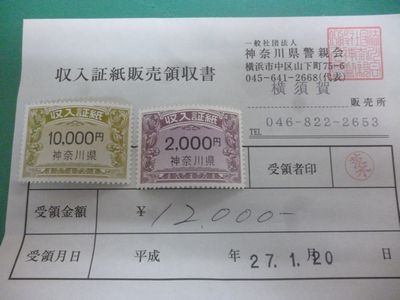 一般社団法人
神奈川県警親会
横浜市中区山下町75-6
045-641-2668(代表)
収入証紙販売領収書
横須賀
販売所
TEL 046-822-2653
収入証紙
10,000円
神奈川県
収入証紙
2,000円
神奈川県
受領者印
受領金額 ¥ 12,000-
受領月日 平成 年 月 日
27.1.20